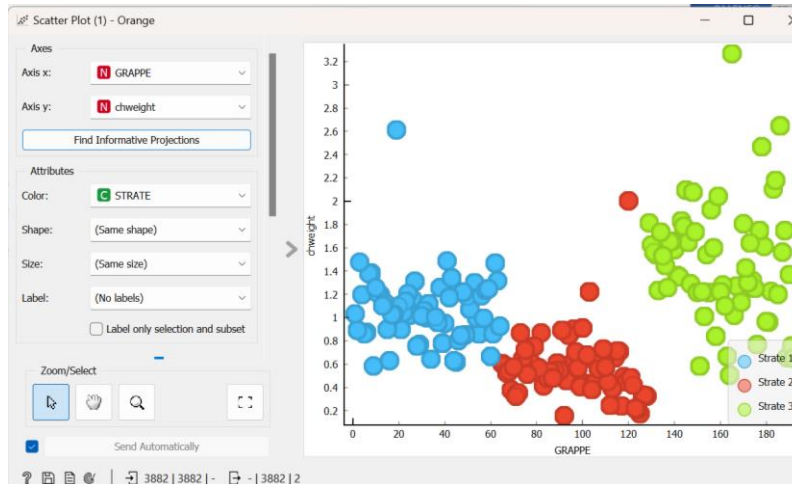 Scatter Plot (1) - Orange
Axes
Axis x: N GRAPPE
Axis y: N chweight
Find Informative Projections
Attributes
Color: C STRATE
Shape: (Same shape)
Size: (Same size)
Label: (No labels)
Label only selection and subset
Zoom/Select
Send Automatically
? 3882 | 3882 | - - | 3882 | 2
chweight
3.2
3
2.8
2.6
2.4
2.2
2
1.8
1.6
1.4
1.2
1
0.8
0.6
0.4
0.2
0 20 40 60 80 100 120 140 160 180
GRAPPE
Strate 1
Strate 2
Strate 3